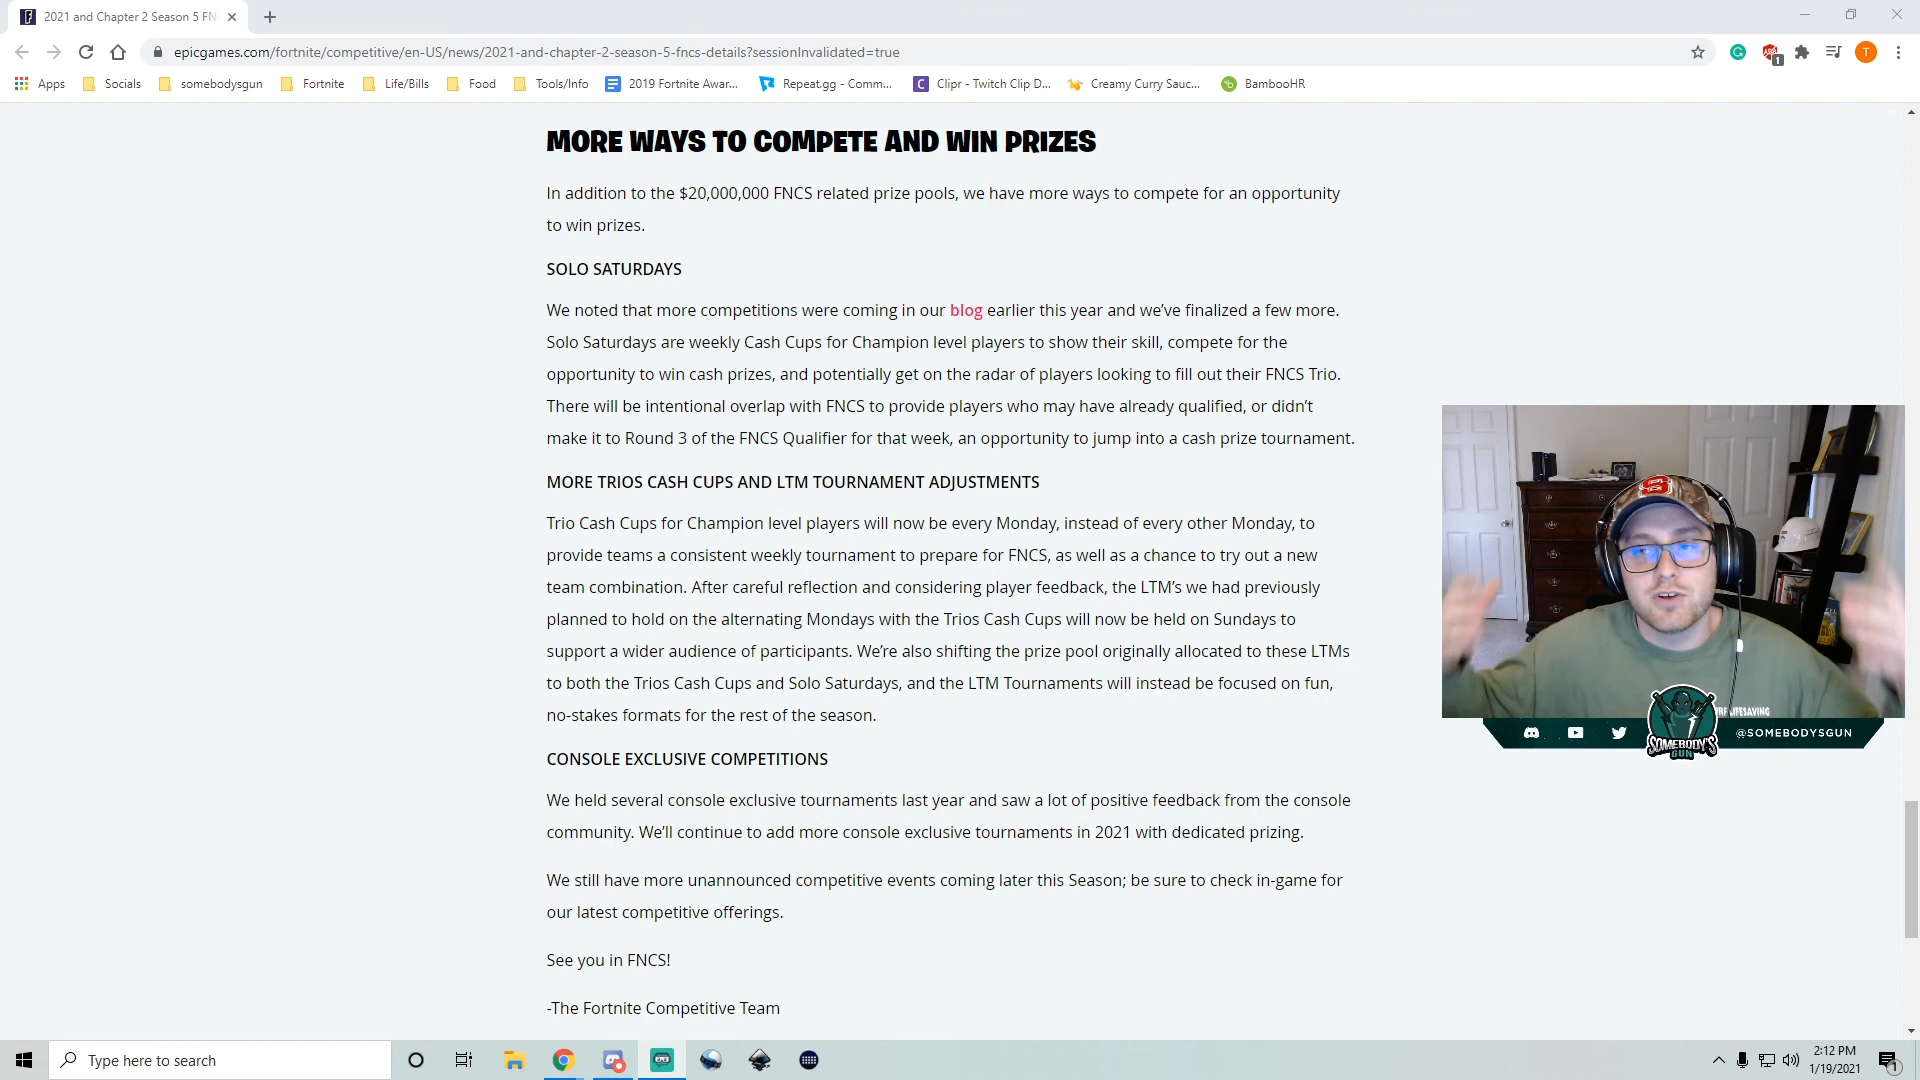 2021 and Chapter 2 Season 5 FN
epicgames.com/fortnite/competitive/en-US/news/2021-and-chapter-2-season-5-fncs-details?sessionInvalidated=true
1
T
Apps
Socials
somebodysgun
Fortnite
Life/Bills
Food
Tools/Info
2019 Fortnite Awar...
Repeat.gg - Comm...
Clipr - Twitch Clip D...
Creamy Curry Sauc...
BambooHR
MORE WAYS TO COMPETE AND WIN PRIZES
In addition to the $20,000,000 FNCS related prize pools, we have more ways to compete for an opportunity
to win prizes.
SOLO SATURDAYS
We noted that more competitions were coming in our blog earlier this year and we’ve finalized a few more.
Solo Saturdays are weekly Cash Cups for Champion level players to show their skill, compete for the
opportunity to win cash prizes, and potentially get on the radar of players looking to fill out their FNCS Trio.
There will be intentional overlap with FNCS to provide players who may have already qualified, or didn’t
make it to Round 3 of the FNCS Qualifier for that week, an opportunity to jump into a cash prize tournament.
MORE TRIOS CASH CUPS AND LTM TOURNAMENT ADJUSTMENTS
Trio Cash Cups for Champion level players will now be every Monday, instead of every other Monday, to
provide teams a consistent weekly tournament to prepare for FNCS, as well as a chance to try out a new
team combination. After careful reflection and considering player feedback, the LTM’s we had previously
planned to hold on the alternating Mondays with the Trios Cash Cups will now be held on Sundays to
support a wider audience of participants. We’re also shifting the prize pool originally allocated to these LTMs
to both the Trios Cash Cups and Solo Saturdays, and the LTM Tournaments will instead be focused on fun,
no-stakes formats for the rest of the season.
CONSOLE EXCLUSIVE COMPETITIONS
We held several console exclusive tournaments last year and saw a lot of positive feedback from the console
community. We’ll continue to add more console exclusive tournaments in 2021 with dedicated prizing.
We still have more unannounced competitive events coming later this Season; be sure to check in-game for
our latest competitive offerings.
See you in FNCS!
-The Fortnite Competitive Team
LIFESAVING
SOMEBODY'S
GUN
@SOMEBODYSGUN
Type here to search
2:12 PM
1/19/2021
1